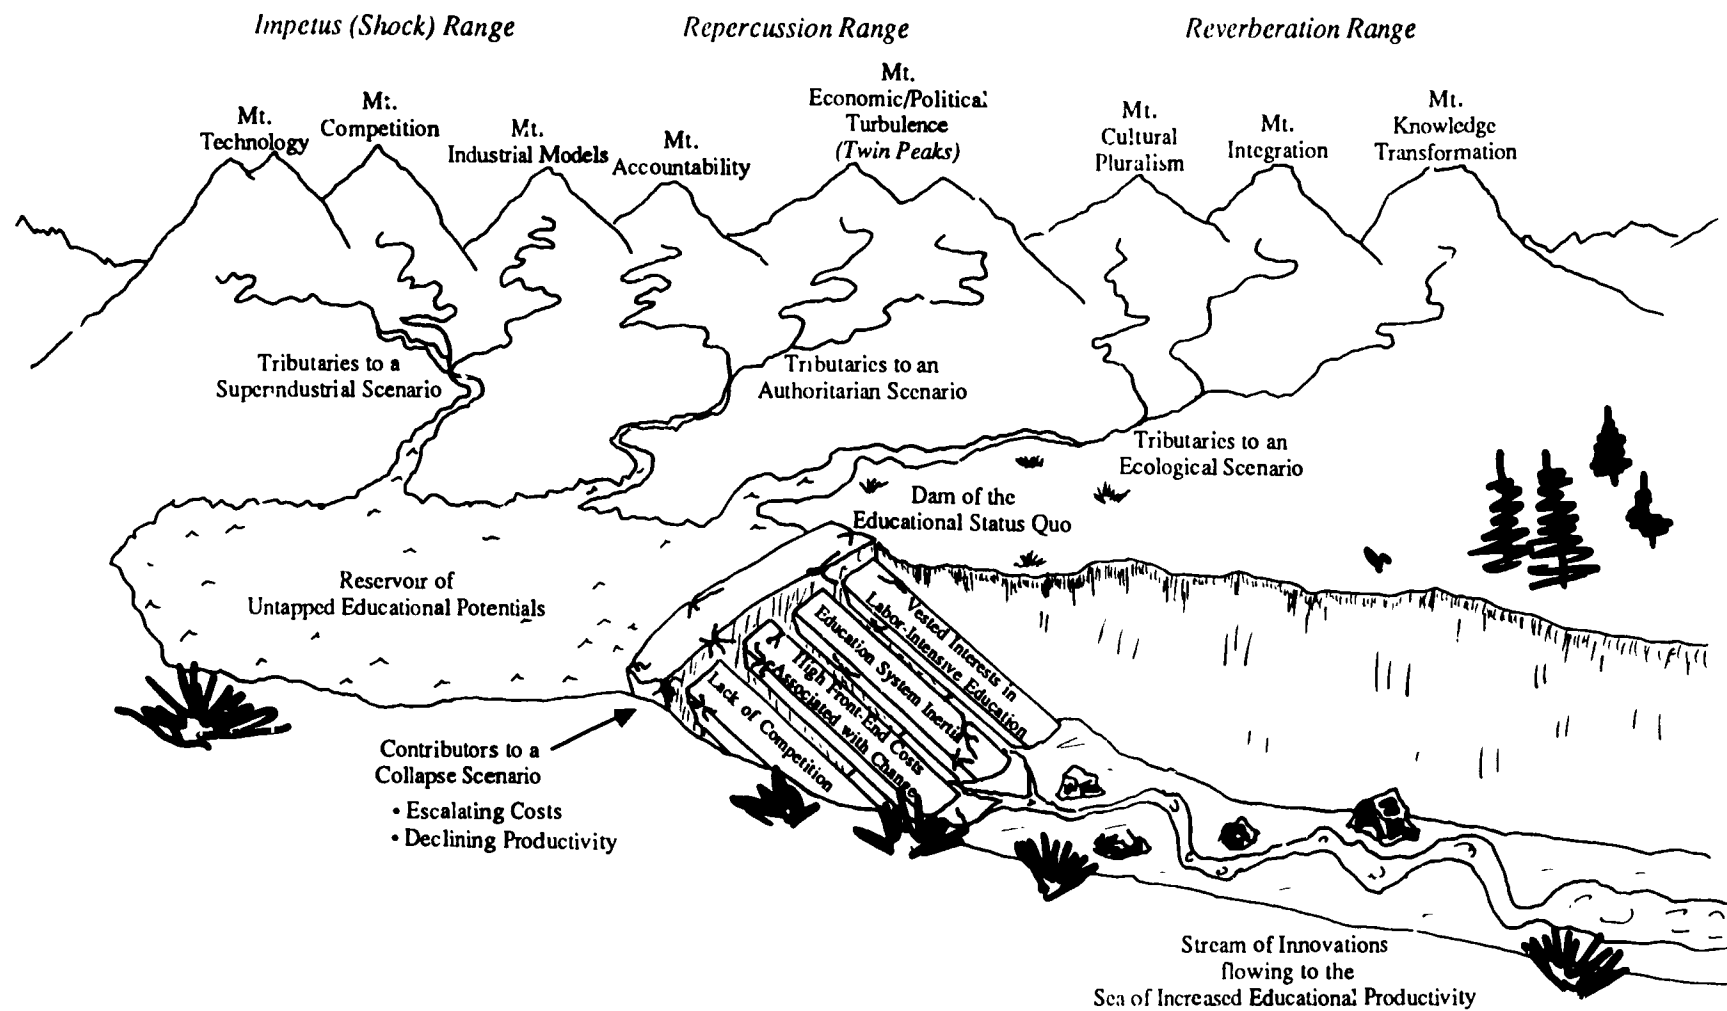 Impetus (Shock) Range
Repercussion Range
Reverberation Range
Mt.
Technology
Mt.
Competition
Mt.
Industrial Models
Mt.
Accountability
Mt.
Economic/Political
Turbulence
(Twin Peaks)
Mt.
Cultural
Pluralism
Mt.
Integration
Mt.
Knowledge
Transformation
Tributaries to a
Superindustrial Scenario
Tributaries to an
Authoritarian Scenario
Tributaries to an
Ecological Scenario
Dam of the
Educational Status Quo
Reservoir of
Untapped Educational Potentials
Vested Interests in
Labor-Intensive Education
Education System Inertia
High Front-End Costs
Associated with Change
Lack of Competition
Contributors to a
Collapse Scenario
• Escalating Costs
• Declining Productivity
Stream of Innovations
flowing to the
Sea of Increased Educational Productivity